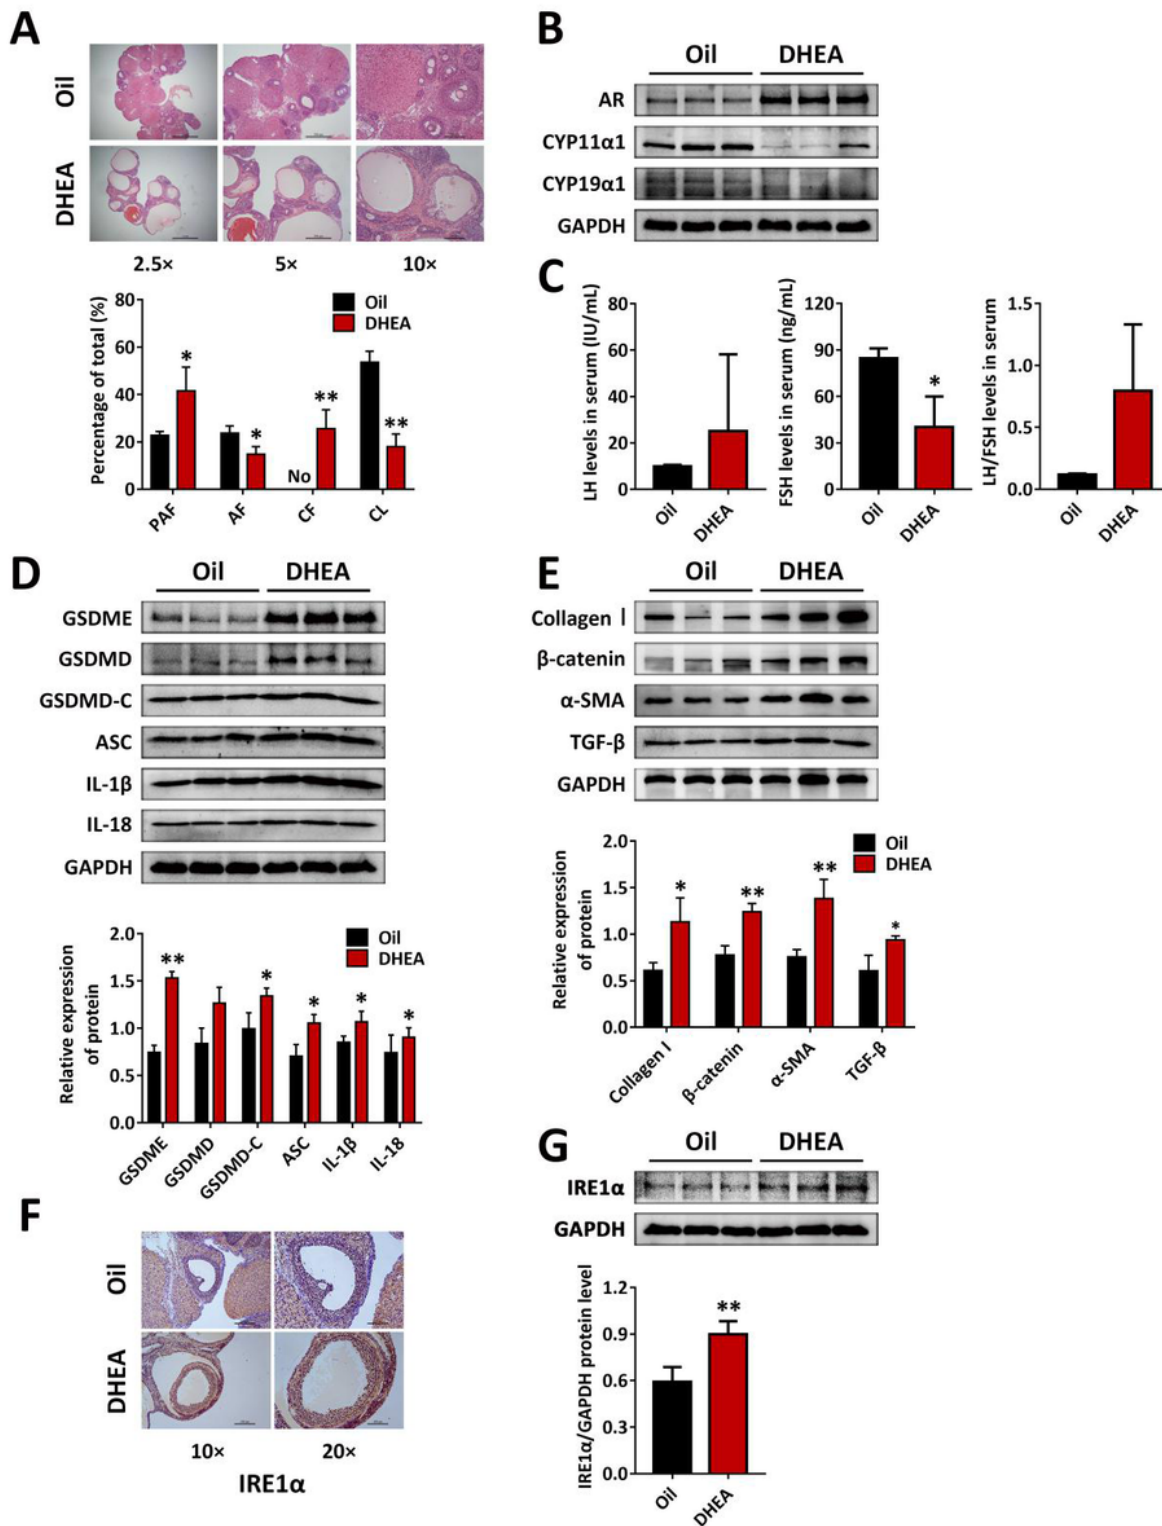 A
Oil
DHEA
2.5× 5× 10×
Percentage of total (%)
80
60
40
20
0
Oil
DHEA
*
*
No
**
**
PAF AF CF CL
B
Oil DHEA
AR
CYP11α1
CYP19α1
GAPDH
C
LH levels in serum (IU/mL)
80
60
40
20
0
Oil DHEA
FSH levels in serum (ng/mL)
120
90
60
30
0
*
Oil DHEA
LH/FSH levels in serum
1.5
1.0
0.5
0.0
Oil DHEA
D
Oil DHEA
GSDME
GSDMD
GSDMD-C
ASC
IL-1β
IL-18
GAPDH
Relative expression
of protein
2.0
1.5
1.0
0.5
0.0
Oil
DHEA
**
*
*
*
*
GSDME GSDMD GSDMD-C ASC IL-1β IL-18
E
Oil DHEA
Collagen I
β-catenin
α-SMA
TGF-β
GAPDH
Relative expression
of protein
2.0
1.5
1.0
0.5
0.0
Oil
DHEA
*
**
**
*
Collagen I β-catenin α-SMA TGF-β
F
Oil
DHEA
10× 20×
IRE1α
G
Oil DHEA
IRE1α
GAPDH
IRE1α/GAPDH protein level
1.2
0.9
0.6
0.3
0.0
**
Oil DHEA